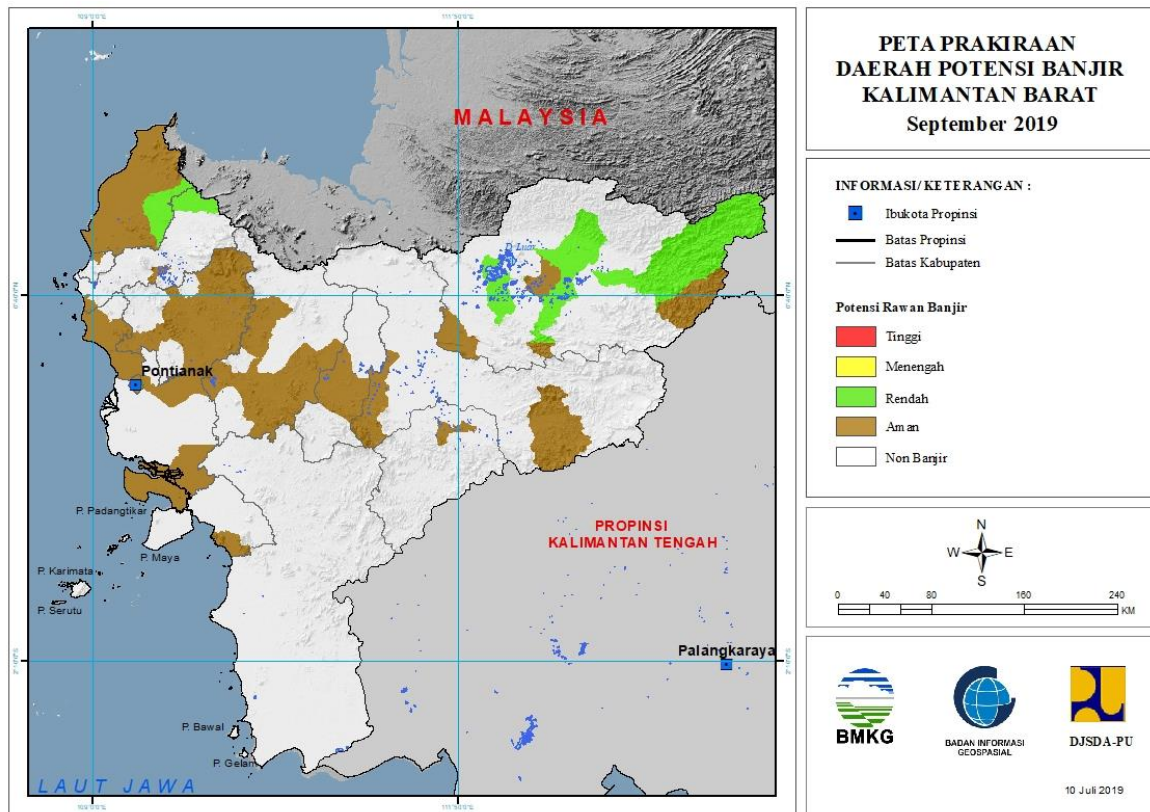 PETA PRAKIRAAN
DAERAH POTENSI BANJIR
KALIMANTAN BARAT
September 2019
INFORMASI/ KETERANGAN :
Ibukota Propinsi
Batas Propinsi
Batas Kabupaten
Potensi Rawan Banjir
Tinggi
Menengah
Rendah
Aman
Non Banjir
N
W E
S
0 40 80 160 240
KM
BMKG
BADAN INFORMASI
GEOSPASIAL
DJSDA-PU
10 Juli 2019
MALAYSIA
D. Luar
Pontianak
P. Padangtikar
P. Maya
P. Karimata
P. Serutu
PROPINSI
KALIMANTAN TENGAH
Palangkaraya
P. Bawal
P. Gelam
LAUT JAWA